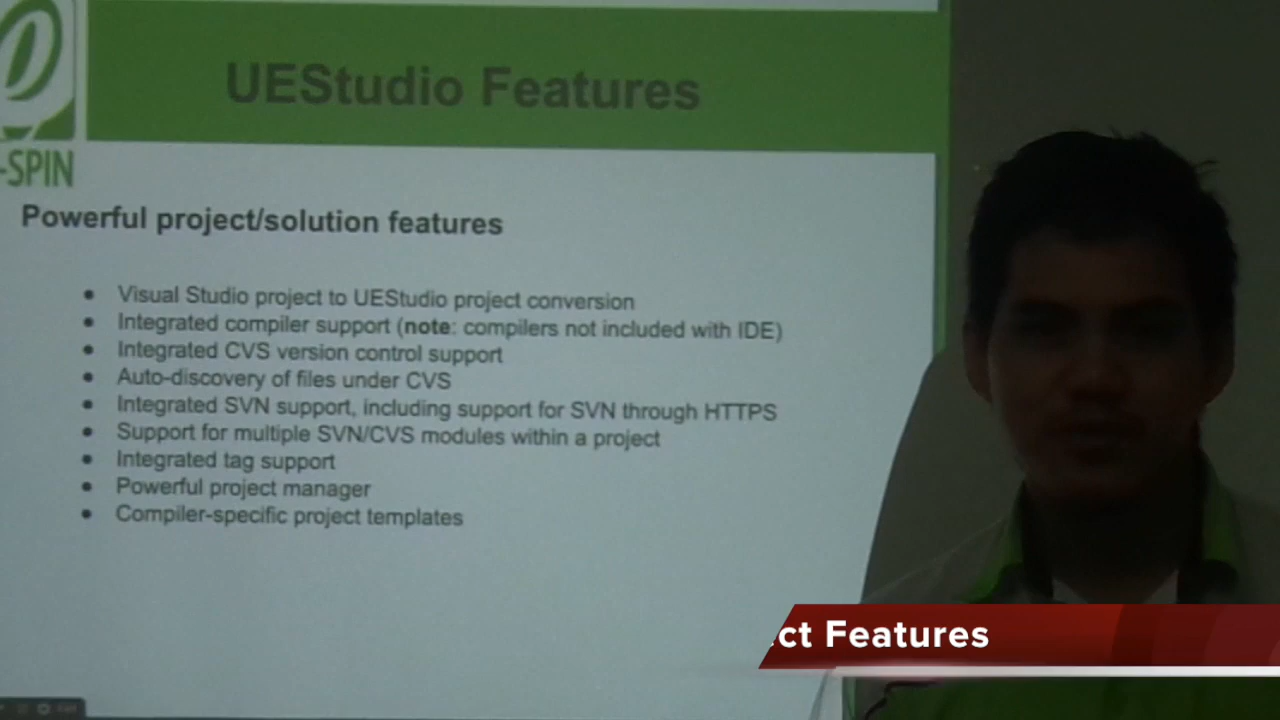 UEStudio Features
-SPIN
Powerful project/solution features
• Visual Studio project to UEStudio project conversion
• Integrated compiler support (note: compilers not included with IDE)
• Integrated CVS version control support
• Auto-discovery of files under CVS
• Integrated SVN support, including support for SVN through HTTPS
• Support for multiple SVN/CVS modules within a project
• Integrated tag support
• Powerful project manager
• Compiler-specific project templates
ct Features